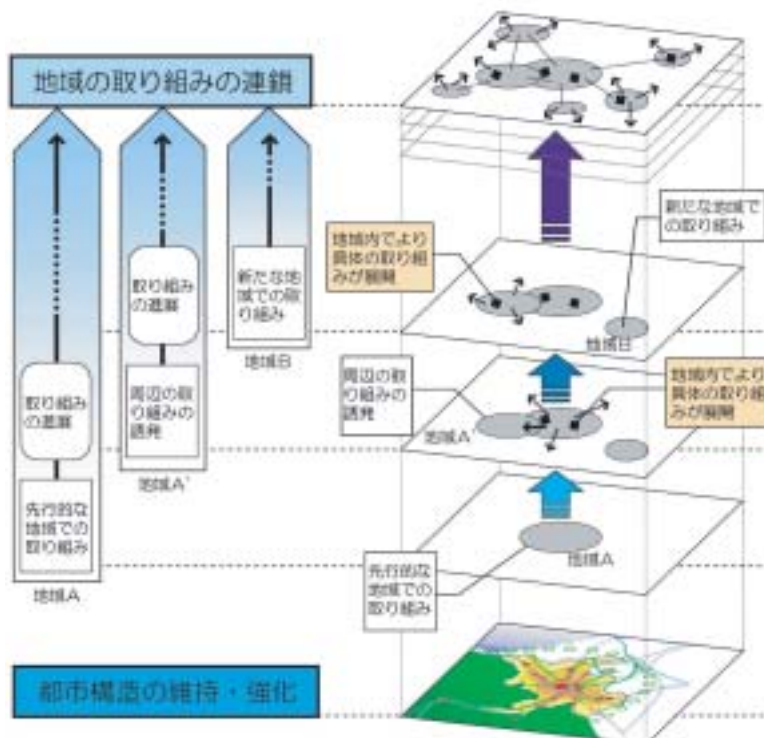 地域の取り組みの連鎖
取り組み
の進展
先行的な
地域での
取り組み
地域A
取り組み
の進展
周辺の取
り組みの
誘発
地域A'
新たな地
域での取
り組み
地域B
新たな地域で
の取り組み
地域内でより
具体の取り組
みが展開
地域B
周辺の取
り組みの
誘発
地域A'
地域内でより
具体の取り組
みが展開
先行的な
地域での
取り組み
地域A
都市構造の維持・強化